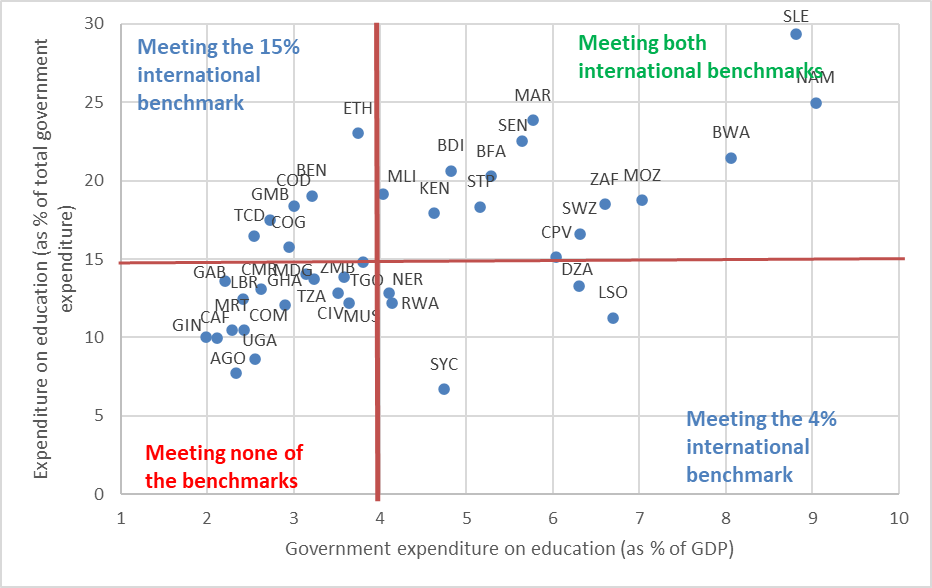 Expenditure on education (as % of total government
expenditure)
30
25
20
15
10
5
0
Meeting the 15%
international
benchmark
Meeting both
international benchmarks
SLE
NAM
ETH
MAR
SEN
BWA
BDI
BFA
BEN
COD
MLI
KEN
STP
ZAF
MOZ
GMB
TCD
COG
SWZ
CPV
GAB
CMR
MDG
ZMB
DZA
LBR
GHA
TGO
NER
LSO
MRT
TZA
RWA
CAF
COM
CIV
MUS
GIN
UGA
AGO
SYC
Meeting none of
the benchmarks
Meeting the 4%
international
benchmark
1 2 3 4 5 6 7 8 9 10
Government expenditure on education (as % of GDP)